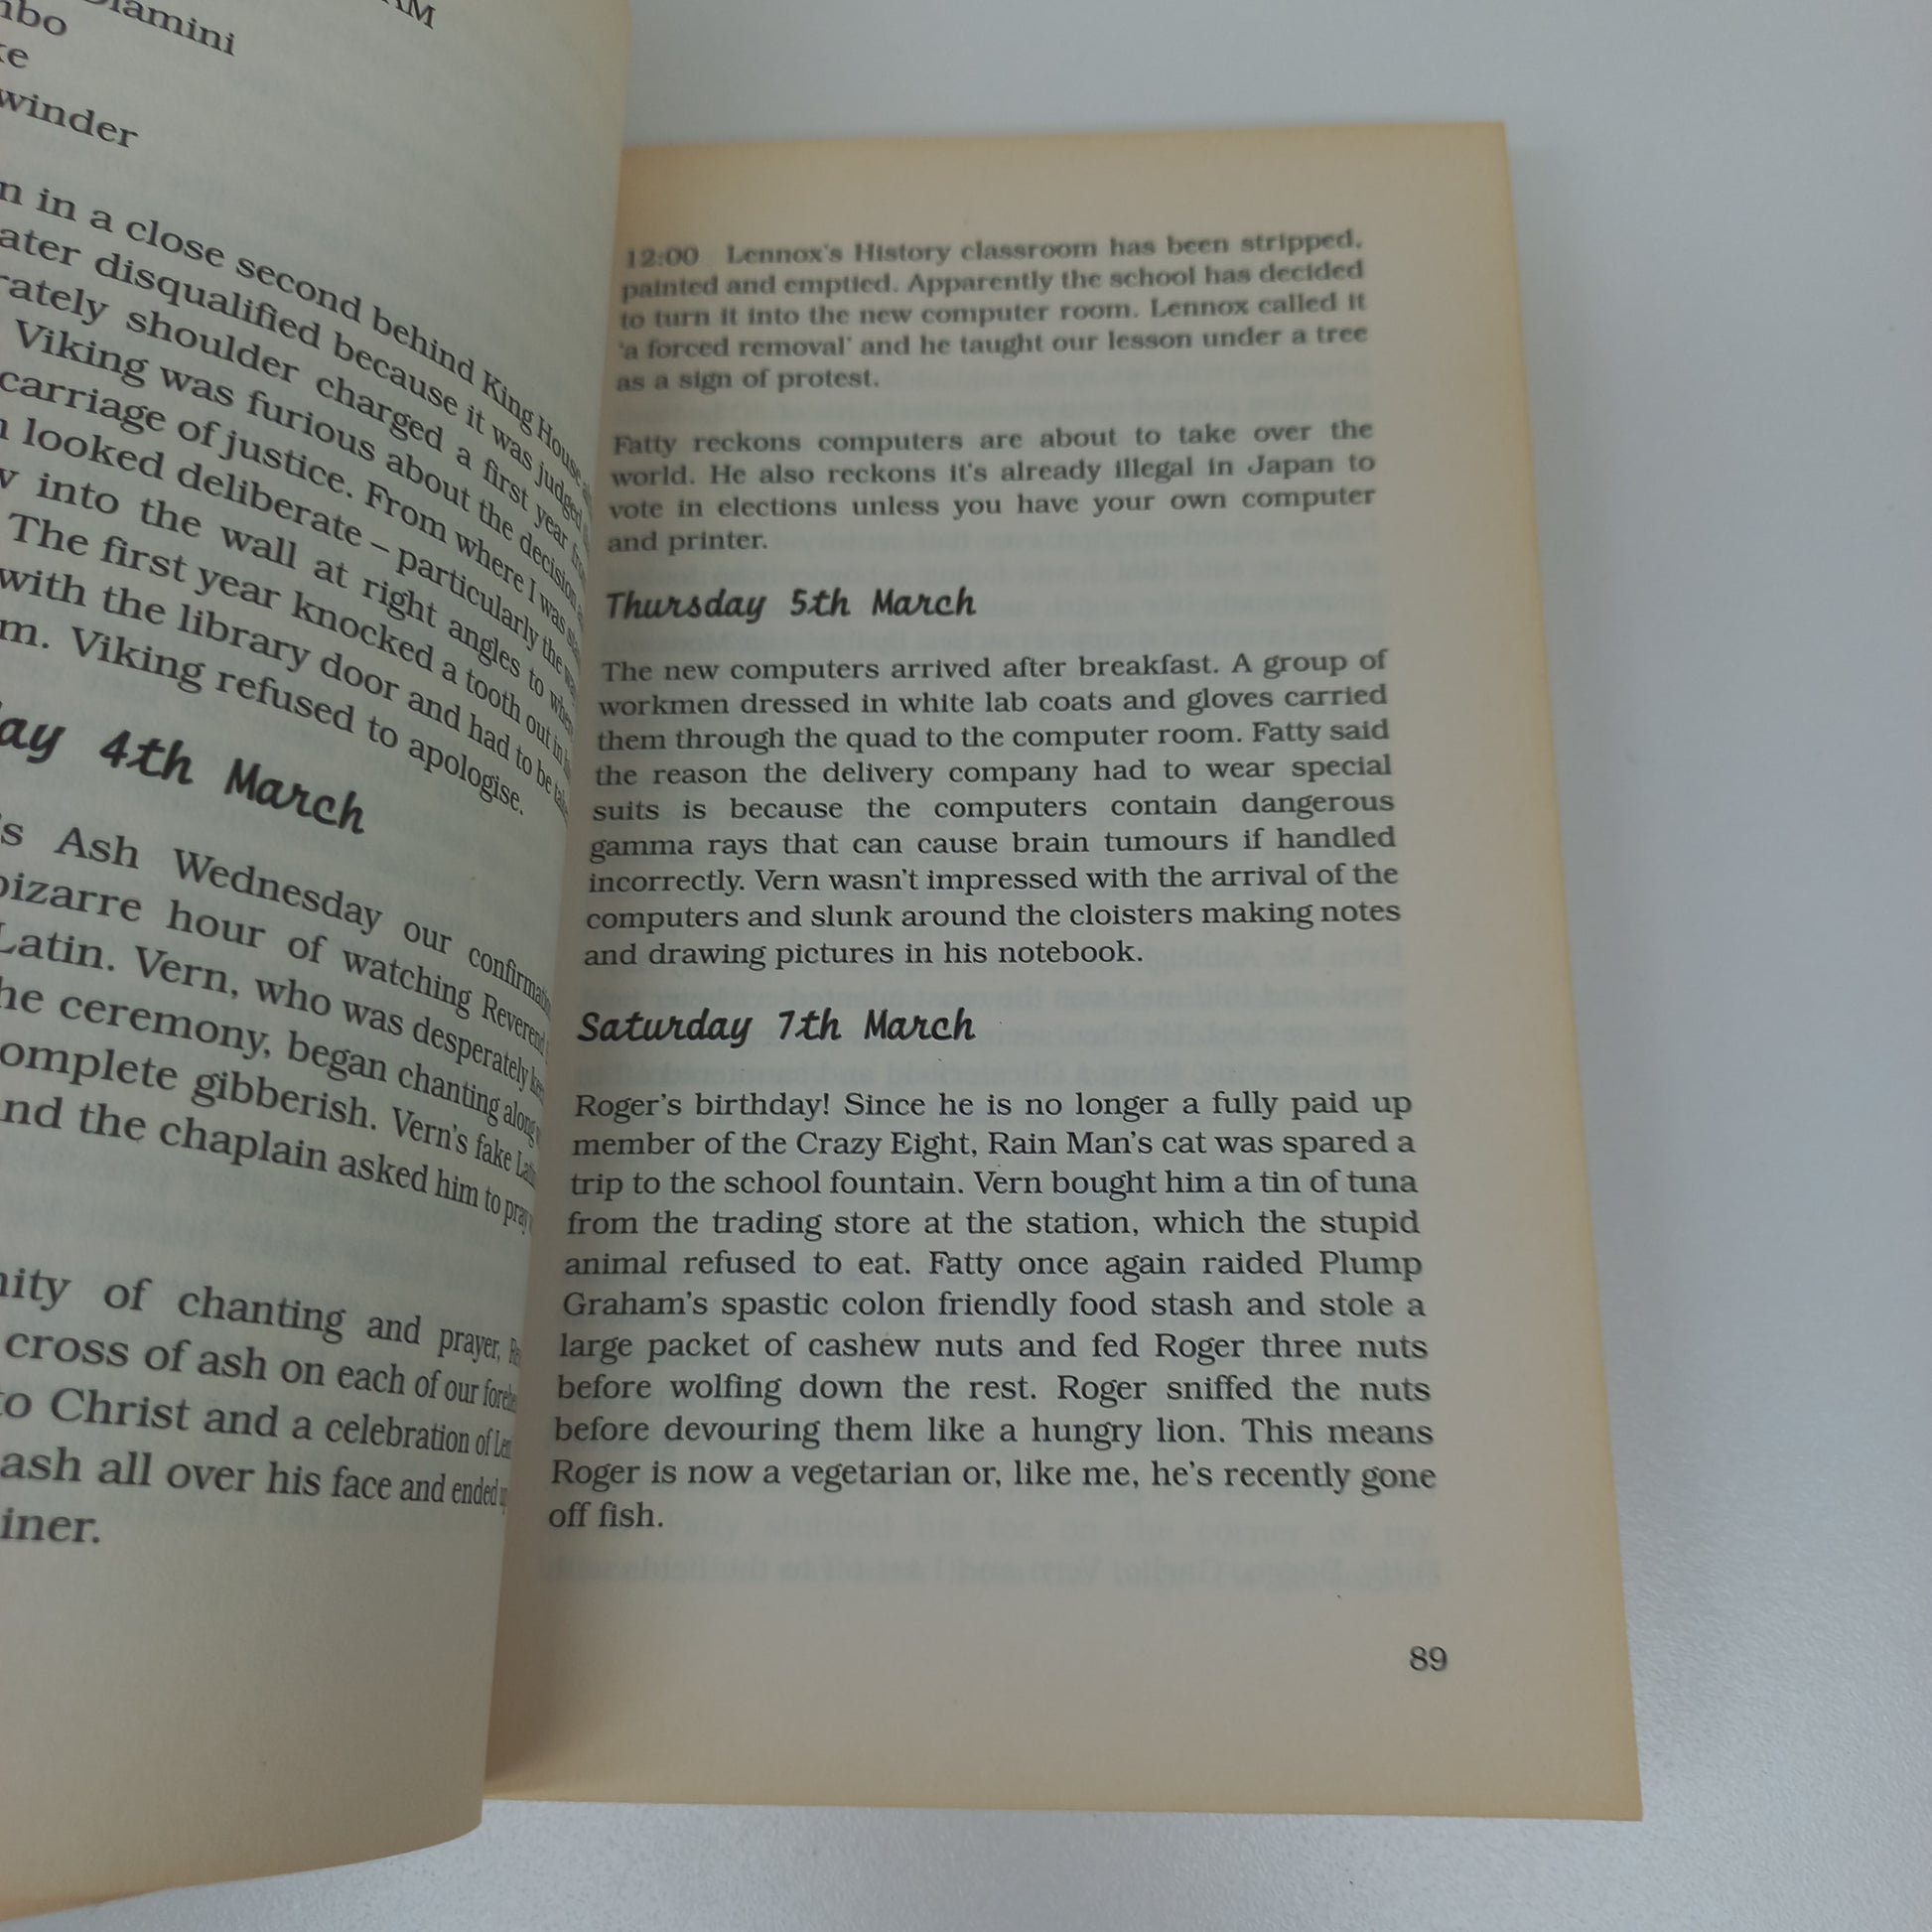 lamini
winder
n in a close second behind King House
ater disqualified because it was judged
rately shoulder charged a first year
Viking was furious about the decision
carriage of justice. From where I was
looked deliberate – particularly the
into the wall at right angles to
The first year knocked a tooth out in
with the library door and had to be
m. Viking refused to apologise.
ay 4th March
's Ash Wednesday our
bizarre hour of watching Reverend
Latin. Vern, who was desperately
he ceremony, began chanting along
omplete gibberish. Vern's fake
nd the chaplain asked him to pray
nity of chanting and prayer,
cross of ash on each of our
to Christ and a celebration of
ash all over his face and ended
iner.
12:00 Lennox's History classroom has been stripped,
painted and emptied. Apparently the school has decided
to turn it into the new computer room. Lennox called it
'a forced removal' and he taught our lesson under a tree
as a sign of protest.
Fatty reckons computers are about to take over the
world. He also reckons it's already illegal in Japan to
vote in elections unless you have your own computer
and printer.
Thursday 5th March
The new computers arrived after breakfast. A group of
workmen dressed in white lab coats and gloves carried
them through the quad to the computer room. Fatty said
the reason the delivery company had to wear special
suits is because the computers contain dangerous
gamma rays that can cause brain tumours if handled
incorrectly. Vern wasn't impressed with the arrival of the
computers and slunk around the cloisters making notes
and drawing pictures in his notebook.
Saturday 7th March
Roger's birthday! Since he is no longer a fully paid up
member of the Crazy Eight, Rain Man's cat was spared a
trip to the school fountain. Vern bought him a tin of tuna
from the trading store at the station, which the stupid
animal refused to eat. Fatty once again raided Plump
Graham's spastic colon friendly food stash and stole a
large packet of cashew nuts and fed Roger three nuts
before wolfing down the rest. Roger sniffed the nuts
before devouring them like a hungry lion. This means
Roger is now a vegetarian or, like me, he's recently gone
off fish.
89